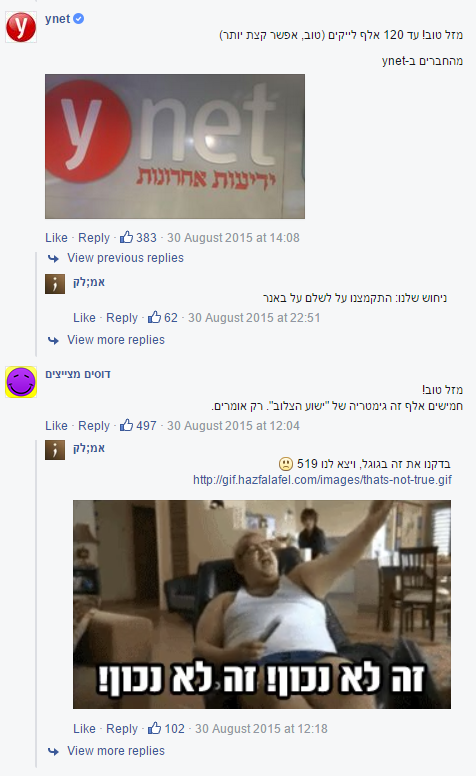 ynet
מזל טוב! עד 120 אלף לייקים (טוב, אפשר קצת יותר)
מהחברים ב-ynet
ynet
ידיעות אחרונות
Like · Reply · 383 · 30 August 2015 at 14:08
View previous replies
אמ;לק
ניחוש שלנו: התקמצנו על לשלם על באנר
Like · Reply · 62 · 30 August 2015 at 22:51
View more replies
דוסים מצייצים
מזל טוב!
חמישים אלף זה גימטריה של "ישוע הצלוב". רק אומרים.
Like · Reply · 497 · 30 August 2015 at 12:04
אמ;לק
בדקנו את זה בגוגל, ויצא לנו 519
http://gif.hazfalafel.com/images/thats-not-true.gif
זה לא נכון! זה לא נכון!
Like · Reply · 102 · 30 August 2015 at 12:18
View more replies